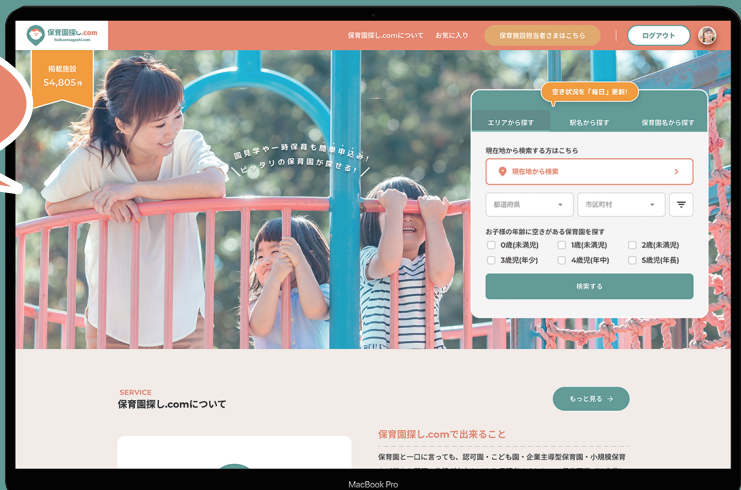 保育園探し.com
hoikuensagashi.com
保育園探し.comについて
お気に入り
保育施設担当者さまはこちら
ログアウト
掲載施設
54,805件
園見学や一時保育も簡単申込み!
ピッタリの保育園が探せる!
空き状況を「毎日」更新!
エリアから探す
駅名から探す
保育園名から探す
現在地から検索する方はこちら
現在地から検索
都道府県
市区町村
お子様の年齢に空きがある保育園を探す
0歳(未満児)
1歳(未満児)
2歳(未満児)
3歳児(年少)
4歳児(年中)
5歳児(年長)
検索する
SERVICE
保育園探し.comについて
もっと見る
保育園探し.comで出来ること
保育園と一口に言っても、認可園・こども園・企業主導型保育園・小規模保育
MacBook Pro